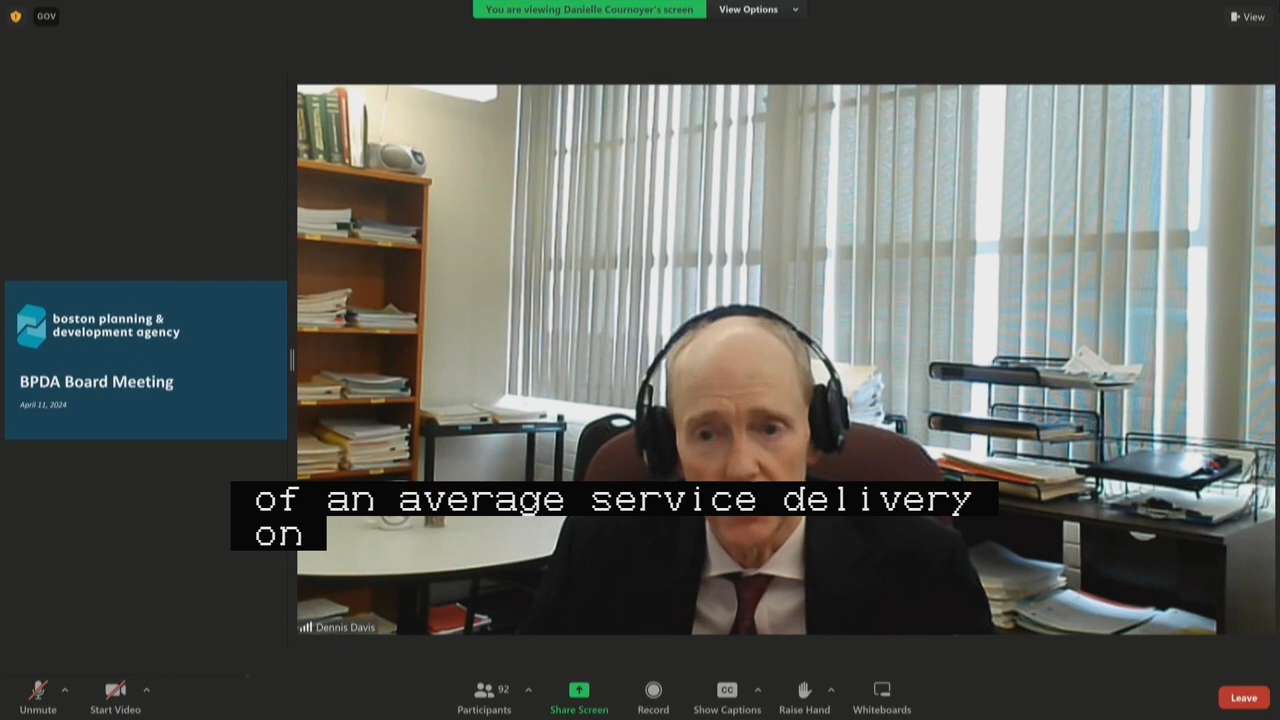 GOV
You are viewing Danielle Cournoyer's screen
View Options
View
boston planning &
development agency
BPDA Board Meeting
April 11, 2024
of an average service delivery
on
Dennis Davis
Unmute
Start Video
92
Participants
Share Screen
Record
CC
Show Captions
Raise Hand
Whiteboards
Leave